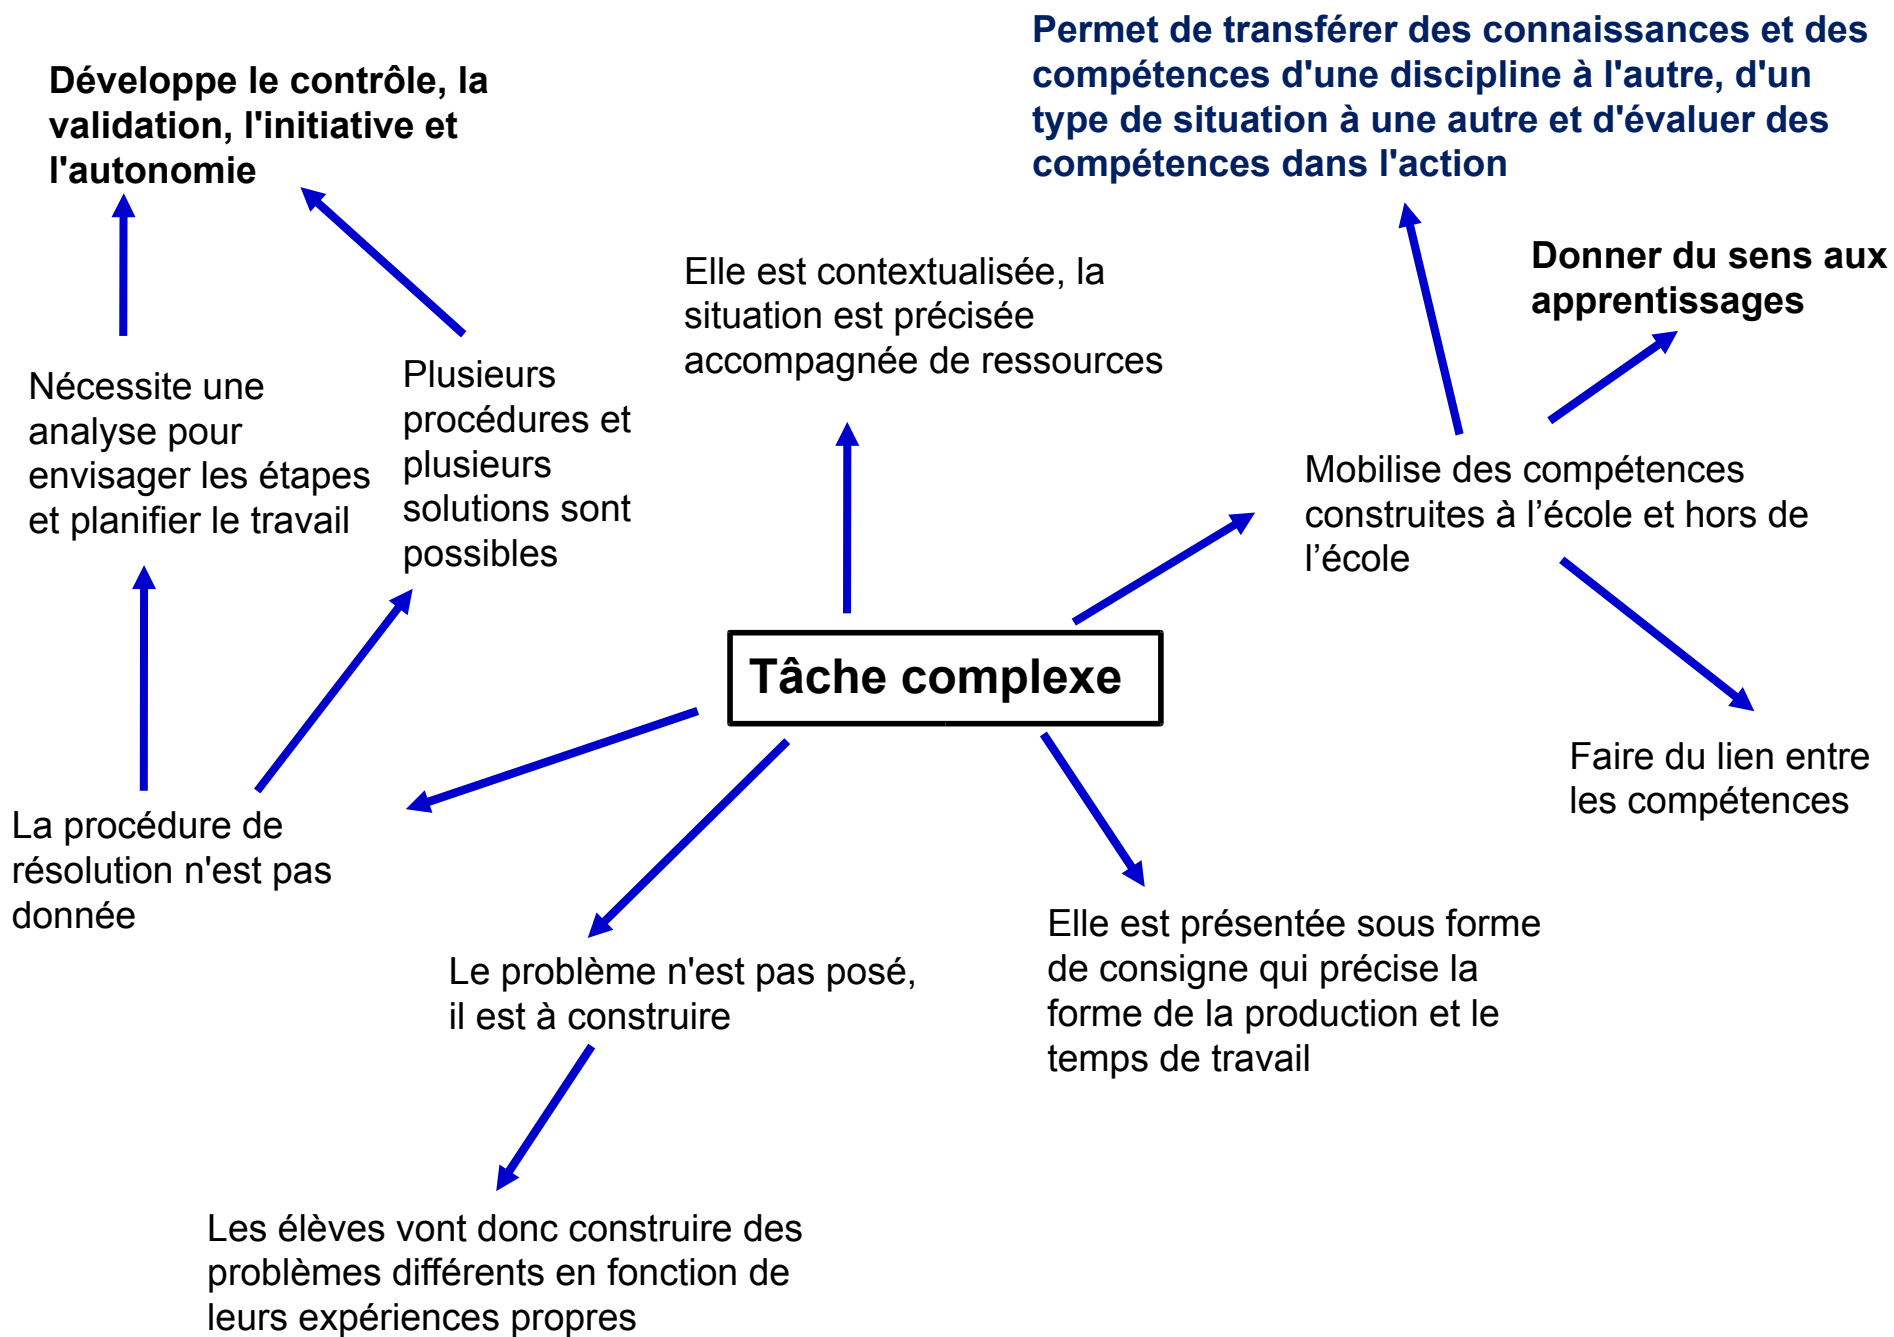 Permet de transférer des connaissances et des
compétences d'une discipline à l'autre, d'un
type de situation à une autre et d'évaluer des
compétences dans l'action
Développe le contrôle, la
validation, l'initiative et
l'autonomie
Donner du sens aux
apprentissages
Elle est contextualisée, la
situation est précisée
accompagnée de ressources
Nécessite une
analyse pour
envisager les étapes
et planifier le travail
Plusieurs
procédures et
plusieurs
solutions sont
possibles
Mobilise des compétences
construites à l’école et hors de
l’école
Tâche complexe
Faire du lien entre
les compétences
La procédure de
résolution n'est pas
donnée
Le problème n'est pas posé,
il est à construire
Elle est présentée sous forme
de consigne qui précise la
forme de la production et le
temps de travail
Les élèves vont donc construire des
problèmes différents en fonction de
leurs expériences propres